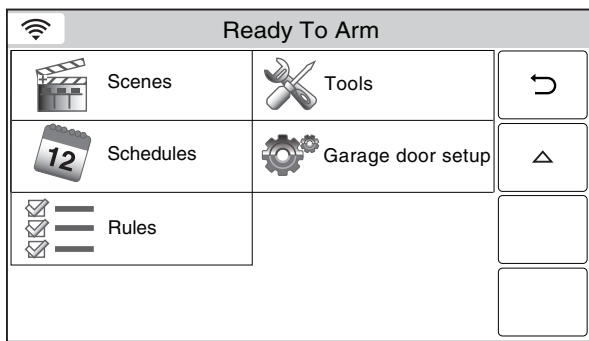 Ready To Arm
Scenes
Tools
12
Schedules
Garage door setup
Rules